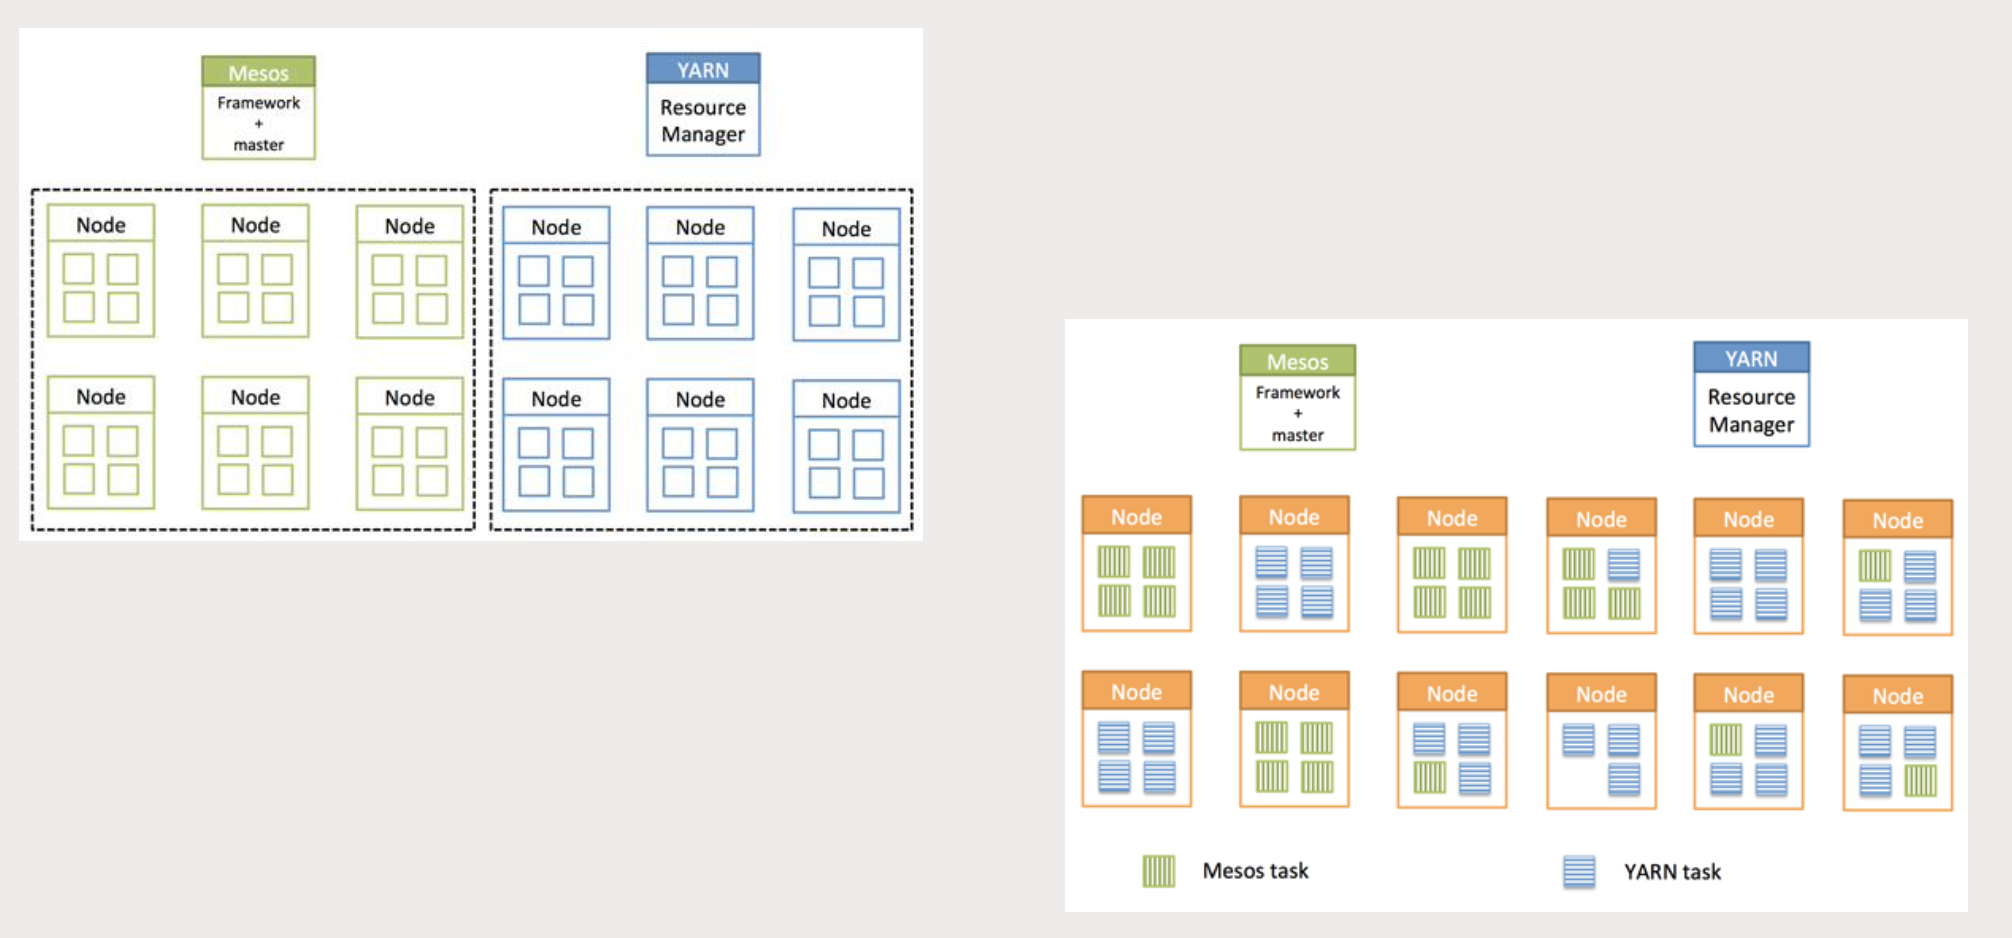 Mesos
Framework
+
master
YARN
Resource
Manager
Node Node Node Node Node Node
Node Node Node Node Node Node
Mesos
Framework
+
master
YARN
Resource
Manager
Node Node Node Node Node Node
Node Node Node Node Node Node
Mesos task YARN task